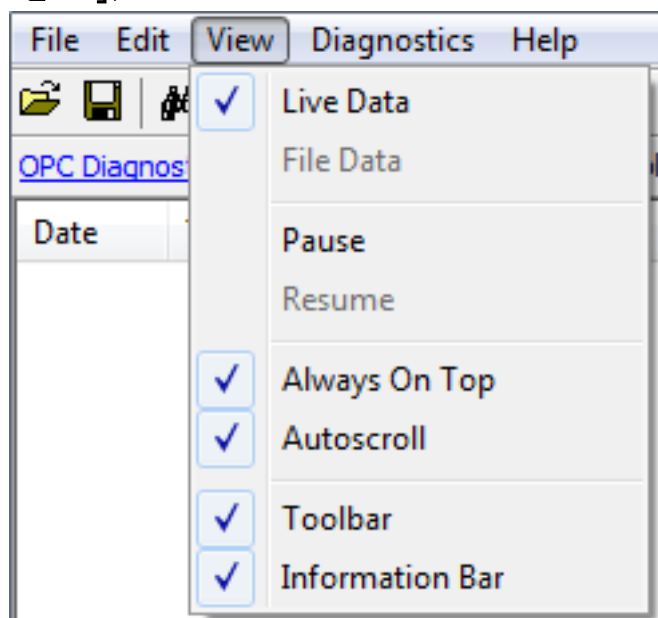 File Edit View Diagnostics Help
Live Data
OPC Diagnos
File Data
Date
Pause
Resume
Always On Top
Autoscroll
Toolbar
Information Bar